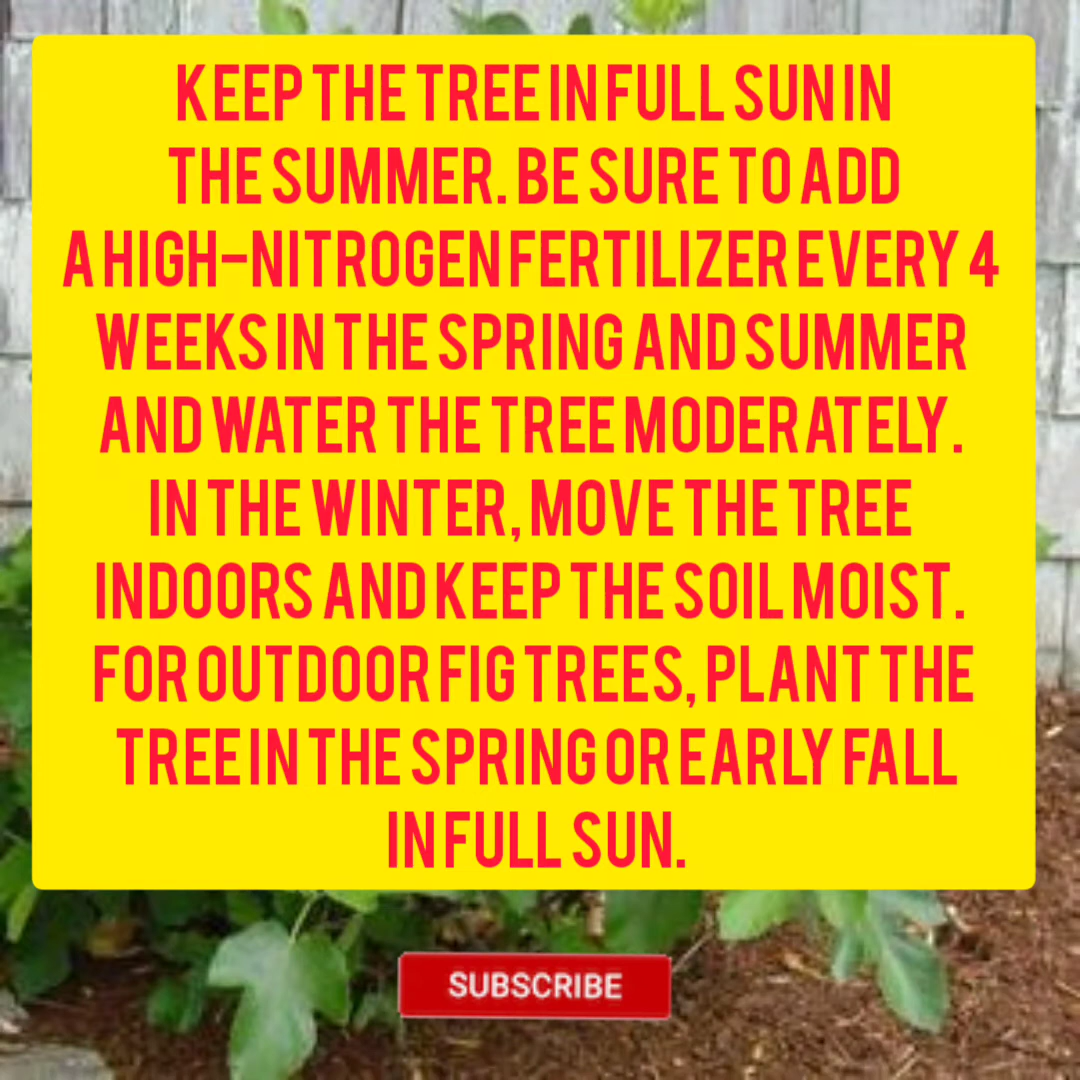 KEEP THE TREE IN FULL SUN IN
THE SUMMER. BE SURE TO ADD
A HIGH-NITROGEN FERTILIZER EVERY 4
WEEKS IN THE SPRING AND SUMMER
AND WATER THE TREE MODERATELY.
IN THE WINTER, MOVE THE TREE
INDOORS AND KEEP THE SOIL MOIST.
FOR OUTDOOR FIG TREES, PLANT THE
TREE IN THE SPRING OR EARLY FALL
IN FULL SUN.
SUBSCRIBE